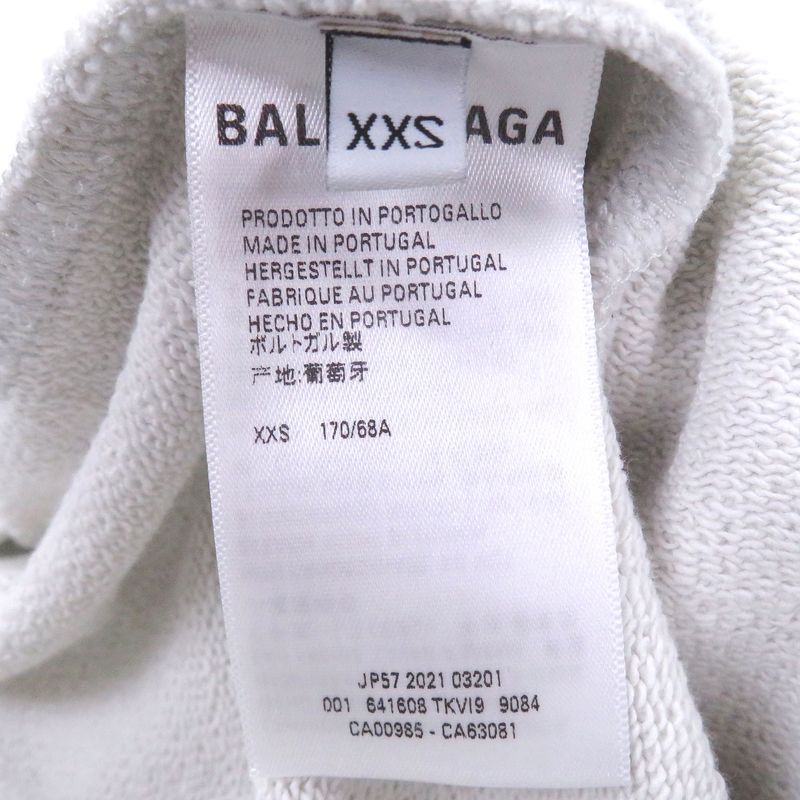 BAL AGA
XXS
PRODOTTO IN PORTOGALLO
MADE IN PORTUGAL
HERGESTELLT IN PORTUGAL
FABRIQUE AU PORTUGAL
HECHO EN PORTUGAL
ポルトガル製
产地:葡萄牙
XXS 170/68A
JP57 2021 03201
001 641608 TKVI9 9084
CA00985 - CA63081